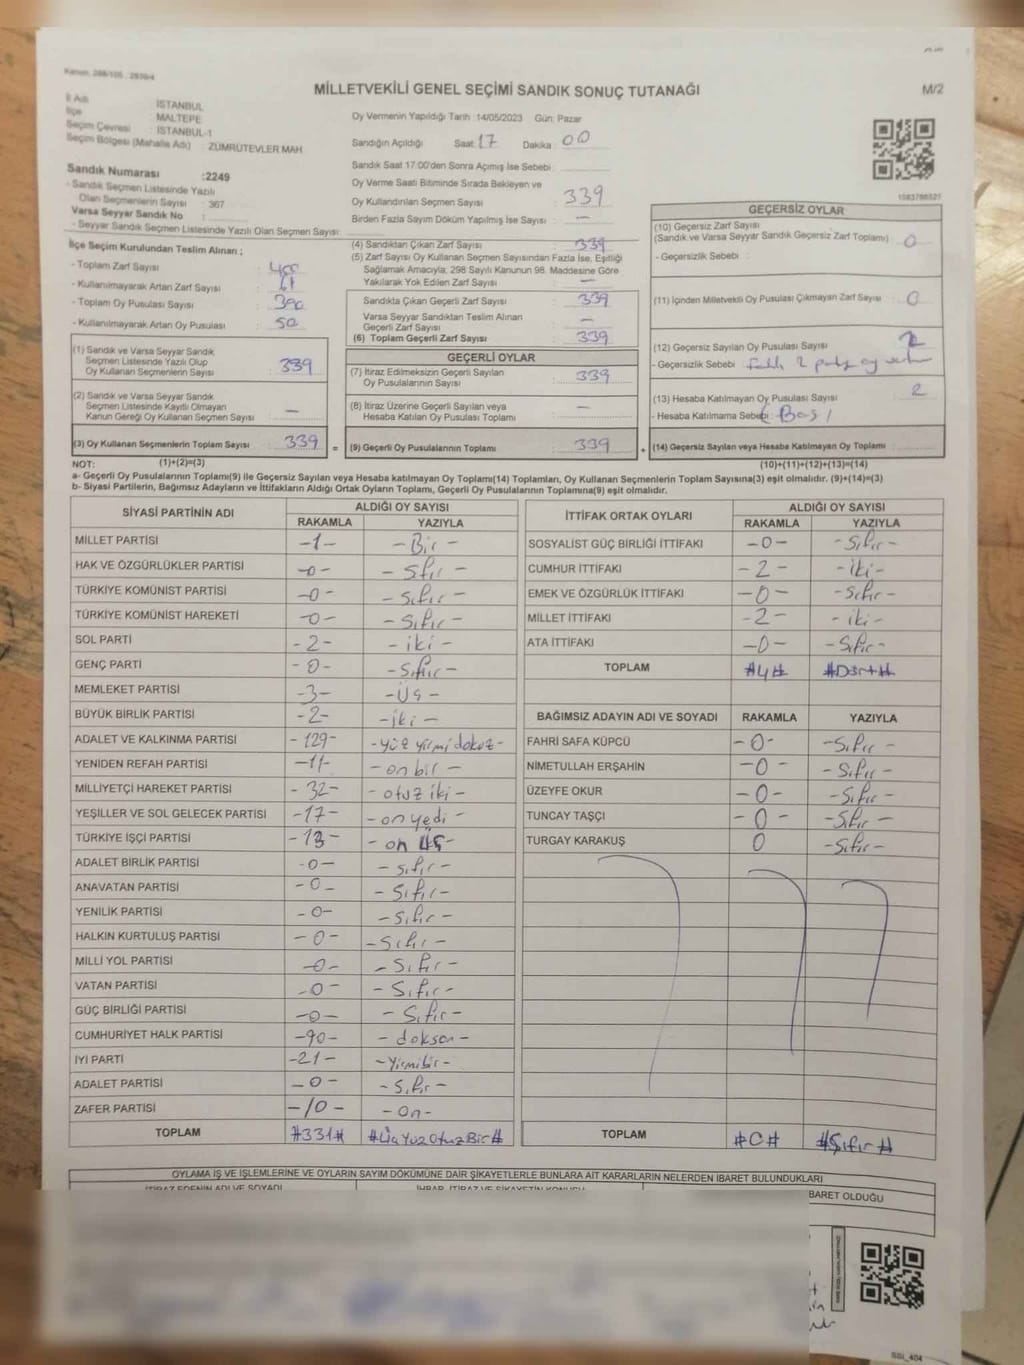 Kanun, 298/105, 2839/4
MİLLETVEKİLİ GENEL SEÇİMİ SANDIK SONUÇ TUTANAĞI
M/2
İl Adı : İSTANBUL
İlçe : MALTEPE
Seçim Çevresi : İSTANBUL-1
Seçim Bölgesi (Mahalle Adı) : ZÜMRÜTEVLER MAH
Sandık Numarası :2249
- Sandık Seçmen Listesinde Yazılı
Olan Seçmenlerin Sayısı : 367
Varsa Seyyar Sandık No :
- Seyyar Sandık Seçmen Listesinde Yazılı Olan Seçmen Sayısı:
Oy Vermenin Yapıldığı Tarih :14/05/2023 Gün: Pazar
Sandığın Açıldığı Saat: 17 Dakika : 00
Sandık Saat 17:00'den Sonra Açımış İse Sebebi :
Oy Verme Saati Bitiminde Sırada Bekleyen ve
Oy Kullandırılan Seçmen Sayısı : 339
Birden Fazla Sayım Döküm Yapılmış İse Sayısı : —
1583786521
İlçe Seçim Kurulundan Teslim Alınan ;
- Toplam Zarf Sayısı : 400
- Kullanılmayarak Artan Zarf Sayısı : 61
- Toplam Oy Pusulası Sayısı : 390
- Kullanılmayarak Artan Oy Pusulası : 50
(1) Sandık ve Varsa Seyyar Sandık
Seçmen Listesinde Yazılı Olup
Oy Kullanan Seçmenlerin Sayısı : 339
(2) Sandık ve Varsa Seyyar Sandık
Seçmen Listesinde Kayıtlı Olmayan
Kanun Gereği Oy Kullanan Seçmen Sayısı : —
(3) Oy Kullanan Seçmenlerin Toplam Sayısı : 339 =
(4) Sandıktan Çıkan Zarf Sayısı : 339
(5) Zarf Sayısı Oy Kullanan Seçmen Sayısından Fazla İse, Eşitliği
Sağlamak Amacıyla; 298 Sayılı Kanunun 98. Maddesine Göre
Yakılarak Yok Edilen Zarf Sayısı : —
Sandıkta Çıkan Geçerli Zarf Sayısı : 339
Varsa Seyyar Sandıktan Teslim Alınan
Geçerli Zarf Sayısı : —
(6) Toplam Geçerli Zarf Sayısı : 339
GEÇERLİ OYLAR
(7) İtiraz Edilmeksizin Geçerli Sayılan
Oy Pusulalarının Sayısı : 339
(8) İtiraz Üzerine Geçerli Sayılan veya
Hesaba Katılan Oy Pusulası Toplamı : —
(9) Geçerli Oy Pusulalarının Toplamı : 339 +
GEÇERSİZ OYLAR
(10) Geçersiz Zarf Sayısı
(Sandık ve Varsa Seyyar Sandık Geçersiz Zarf Toplamı) : 0
- Geçersizlik Sebebi :
(11) İçinden Milletvekili Oy Pusulası Çıkmayan Zarf Sayısı : 0
(12) Geçersiz Sayılan Oy Pusulası Sayısı : 2
- Geçersizlik Sebebi : 2 oy
(13) Hesaba Katılmayan Oy Pusulası Sayısı : 2
- Hesaba Katılmama Sebebi : (Boş)
(14) Geçersiz Sayılan veya Hesaba Katılmayan Oy Toplamı :
NOT: (1)+(2)=(3) (10)+(11)+(12)+(13)=(14)
a- Geçerli Oy Pusulalarının Toplamı(9) ile Geçersiz Sayılan veya Hesaba katılmayan Oy Toplamı(14) Toplamları, Oy Kullanan Seçmenlerin Toplam Sayısına(3) eşit olmalıdır. (9)+(14)=(3)
b- Siyasi Partilerin, Bağımsız Adayların ve İttifakların Aldığı Ortak Oyların Toplamı, Geçerli Oy Pusulalarının Toplamına(9) eşit olmalıdır.
SİYASİ PARTİNİN ADI ALDIĞI OY SAYISI
RAKAMLA YAZIYLA
MİLLET PARTİSİ -1- -Bir-
HAK VE ÖZGÜRLÜKLER PARTİSİ -0- -Sfır-
TÜRKİYE KOMÜNİST PARTİSİ -0- -Sıfır-
TÜRKİYE KOMÜNİST HAREKETİ -0- -Sıfır-
SOL PARTİ -2- -iki-
GENÇ PARTİ -0- -Sıfır-
MEMLEKET PARTİSİ -3- -Üş-
BÜYÜK BİRLİK PARTİSİ -2- -iki-
ADALET VE KALKINMA PARTİSİ -129- -yüz yirmi dokuz-
YENİDEN REFAH PARTİSİ -11- -on bir-
MİLLİYETÇİ HAREKET PARTİSİ -32- -otuz iki-
YEŞİLLER VE SOL GELECEK PARTİSİ -17- -on yedi-
TÜRKİYE İŞÇİ PARTİSİ -13- -on üş-
ADALET BİRLİK PARTİSİ -0- -Sıfır-
ANAVATAN PARTİSİ -0- -Sıfır-
YENİLİK PARTİSİ -0- -Sıfır-
HALKIN KURTULUŞ PARTİSİ -0- -Sıfır-
MİLLİ YOL PARTİSİ -0- -Sıfır-
VATAN PARTİSİ -0- -Sıfır-
GÜÇ BİRLİĞİ PARTİSİ -0- -Sıfır-
CUMHURİYET HALK PARTİSİ -90- -doksan-
İYİ PARTİ -21- -Yirmibir-
ADALET PARTİSİ -0- -Sıfır-
ZAFER PARTİSİ -10- -On-
TOPLAM #331# #ÜçYüzOtuzBir#
İTTİFAK ORTAK OYLARI ALDIĞI OY SAYISI
RAKAMLA YAZIYLA
SOSYALİST GÜÇ BİRLİĞİ İTTİFAKI -0- -Sıfır-
CUMHUR İTTİFAKI -2- -iki-
EMEK VE ÖZGÜRLÜK İTTİFAKI -0- -Sıfır-
MİLLET İTTİFAKI -2- -iki-
ATA İTTİFAKI -0- -Sıfır-
TOPLAM #4# #Dört#
BAĞIMSIZ ADAYIN ADI VE SOYADI RAKAMLA YAZIYLA
FAHRİ SAFA KÜPCÜ -0- -Sıfır-
NİMETULLAH ERŞAHİN -0- -Sıfır-
ÜZEYFE OKUR -0- -Sıfır-
TUNCAY TAŞÇI -0- -Sıfır-
TURGAY KARAKUŞ 0 -Sıfır-
TOPLAM #0# #Sıfır#
OYLAMA İŞ VE İŞLEMLERİNE VE OYLARIN SAYIM DÖKÜMÜNE DAİR ŞİKAYETLERLE BUNLARA AİT KARARLARIN NELERDEN İBARET BULUNDUKLARI
İTİRAZ EDENİN ADI VE SOYADI İHBAR, İTİRAZ VE ŞİKAYETİN KONUSU BARET OLDUĞU
SSI_404